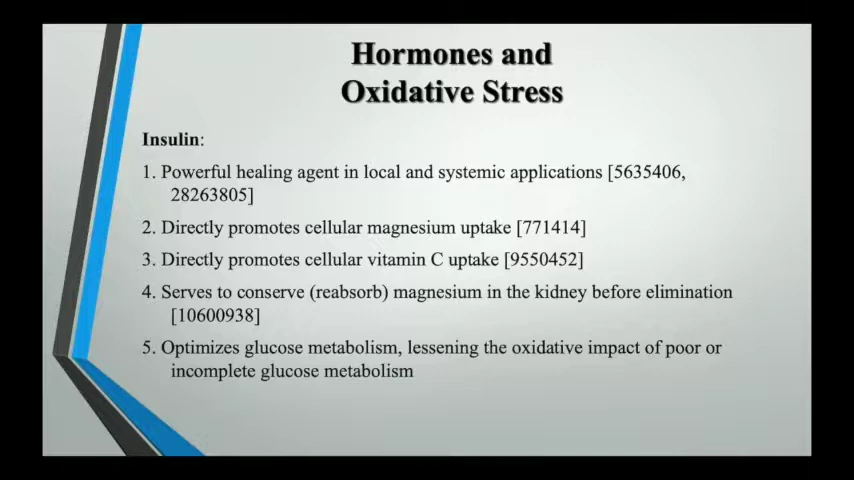 Hormones and
Oxidative Stress
Insulin:
1. Powerful healing agent in local and systemic applications [5635406,
28263805]
2. Directly promotes cellular magnesium uptake [771414]
3. Directly promotes cellular vitamin C uptake [9550452]
4. Serves to conserve (reabsorb) magnesium in the kidney before elimination
[10600938]
5. Optimizes glucose metabolism, lessening the oxidative impact of poor or
incomplete glucose metabolism